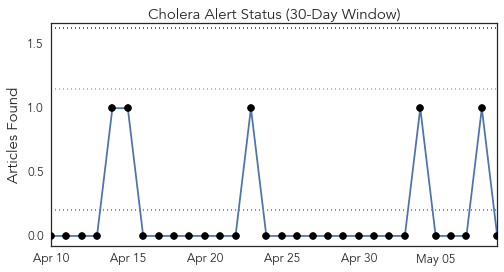 Cholera Alert Status (30-Day Window)
1.5
1.0
0.5
0.0
Articles Found
Apr 10 Apr 15 Apr 20 Apr 25 Apr 30 May 05